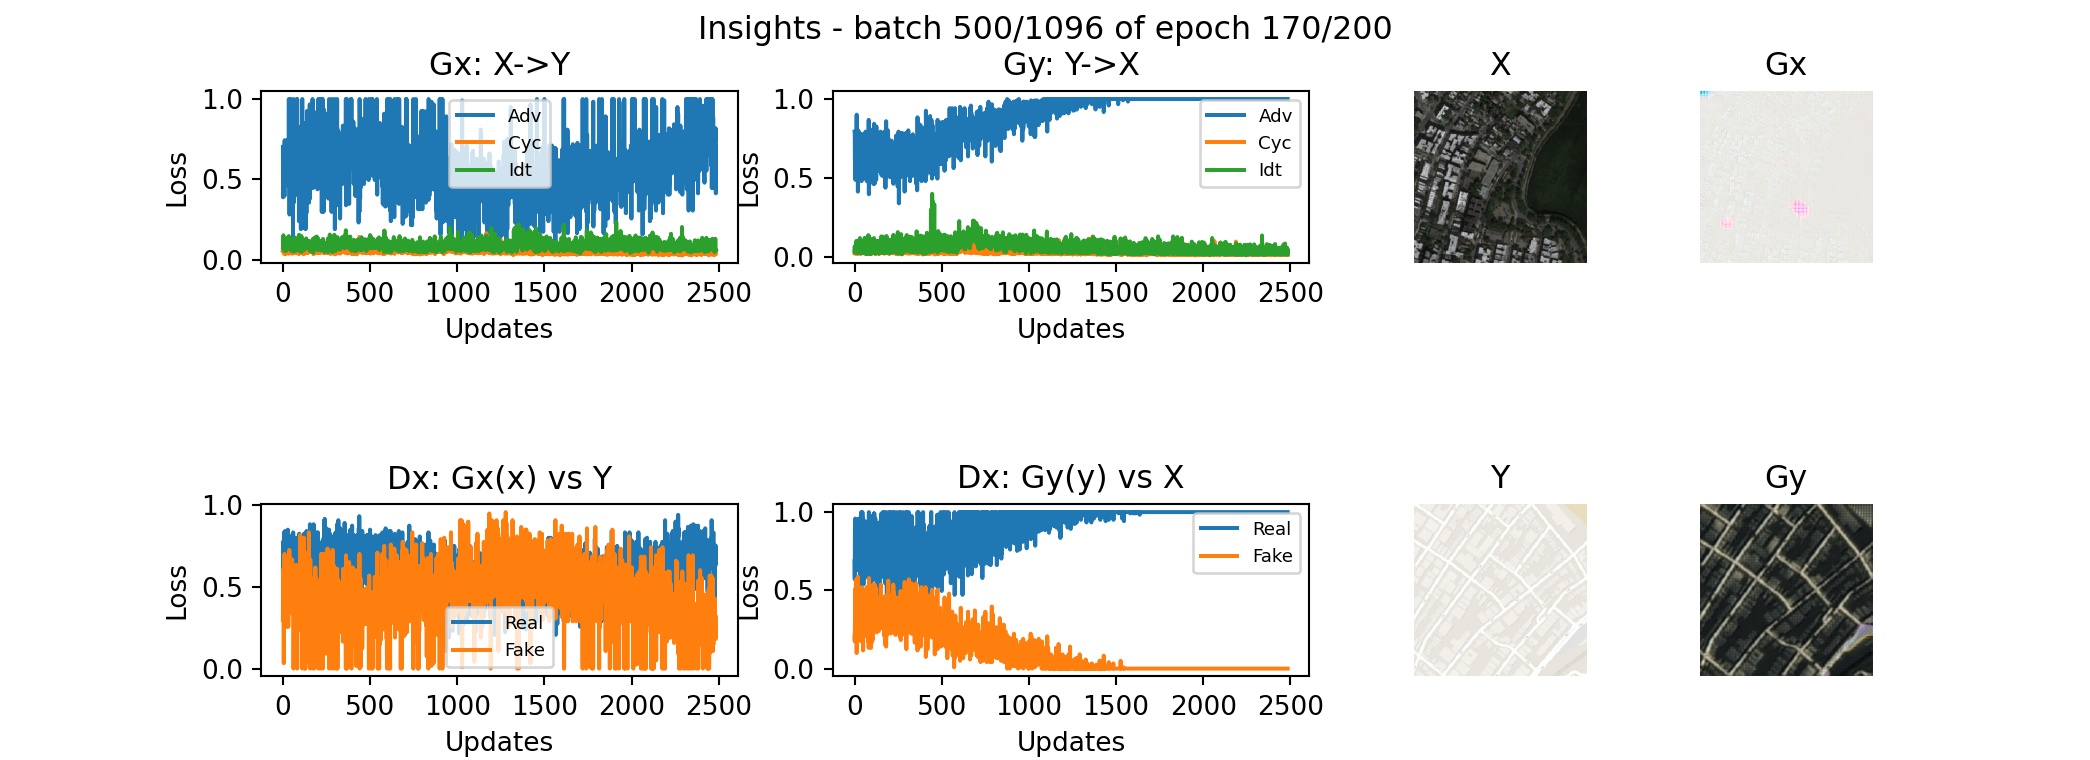 Insights - batch 500/1096 of epoch 170/200
Gx: X->Y
1.0
0.5
0.0
Loss
Adv
Cyc
Idt
0 500 1000 1500 2000 2500
Updates
Gy: Y->X
1.0
0.5
0.0
Loss
Adv
Cyc
Idt
0 500 1000 1500 2000 2500
Updates
X
Gx
Dx: Gx(x) vs Y
1.0
0.5
0.0
Loss
Real
Fake
0 500 1000 1500 2000 2500
Updates
Dx: Gy(y) vs X
1.0
0.5
0.0
Loss
Real
Fake
0 500 1000 1500 2000 2500
Updates
Y
Gy